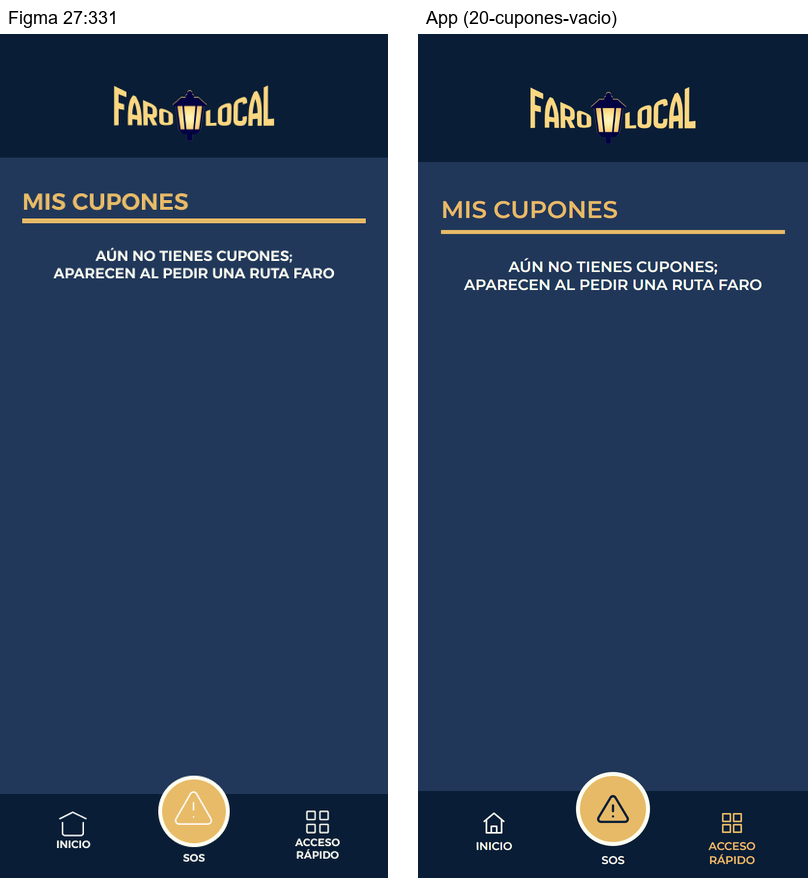 Figma 27:331
FARO LOCAL
MIS CUPONES
AÚN NO TIENES CUPONES;
APARECEN AL PEDIR UNA RUTA FARO
INICIO
SOS
ACCESO
RÁPIDO
App (20-cupones-vacio)
FARO LOCAL
MIS CUPONES
AÚN NO TIENES CUPONES;
APARECEN AL PEDIR UNA RUTA FARO
INICIO
SOS
ACCESO
RÁPIDO